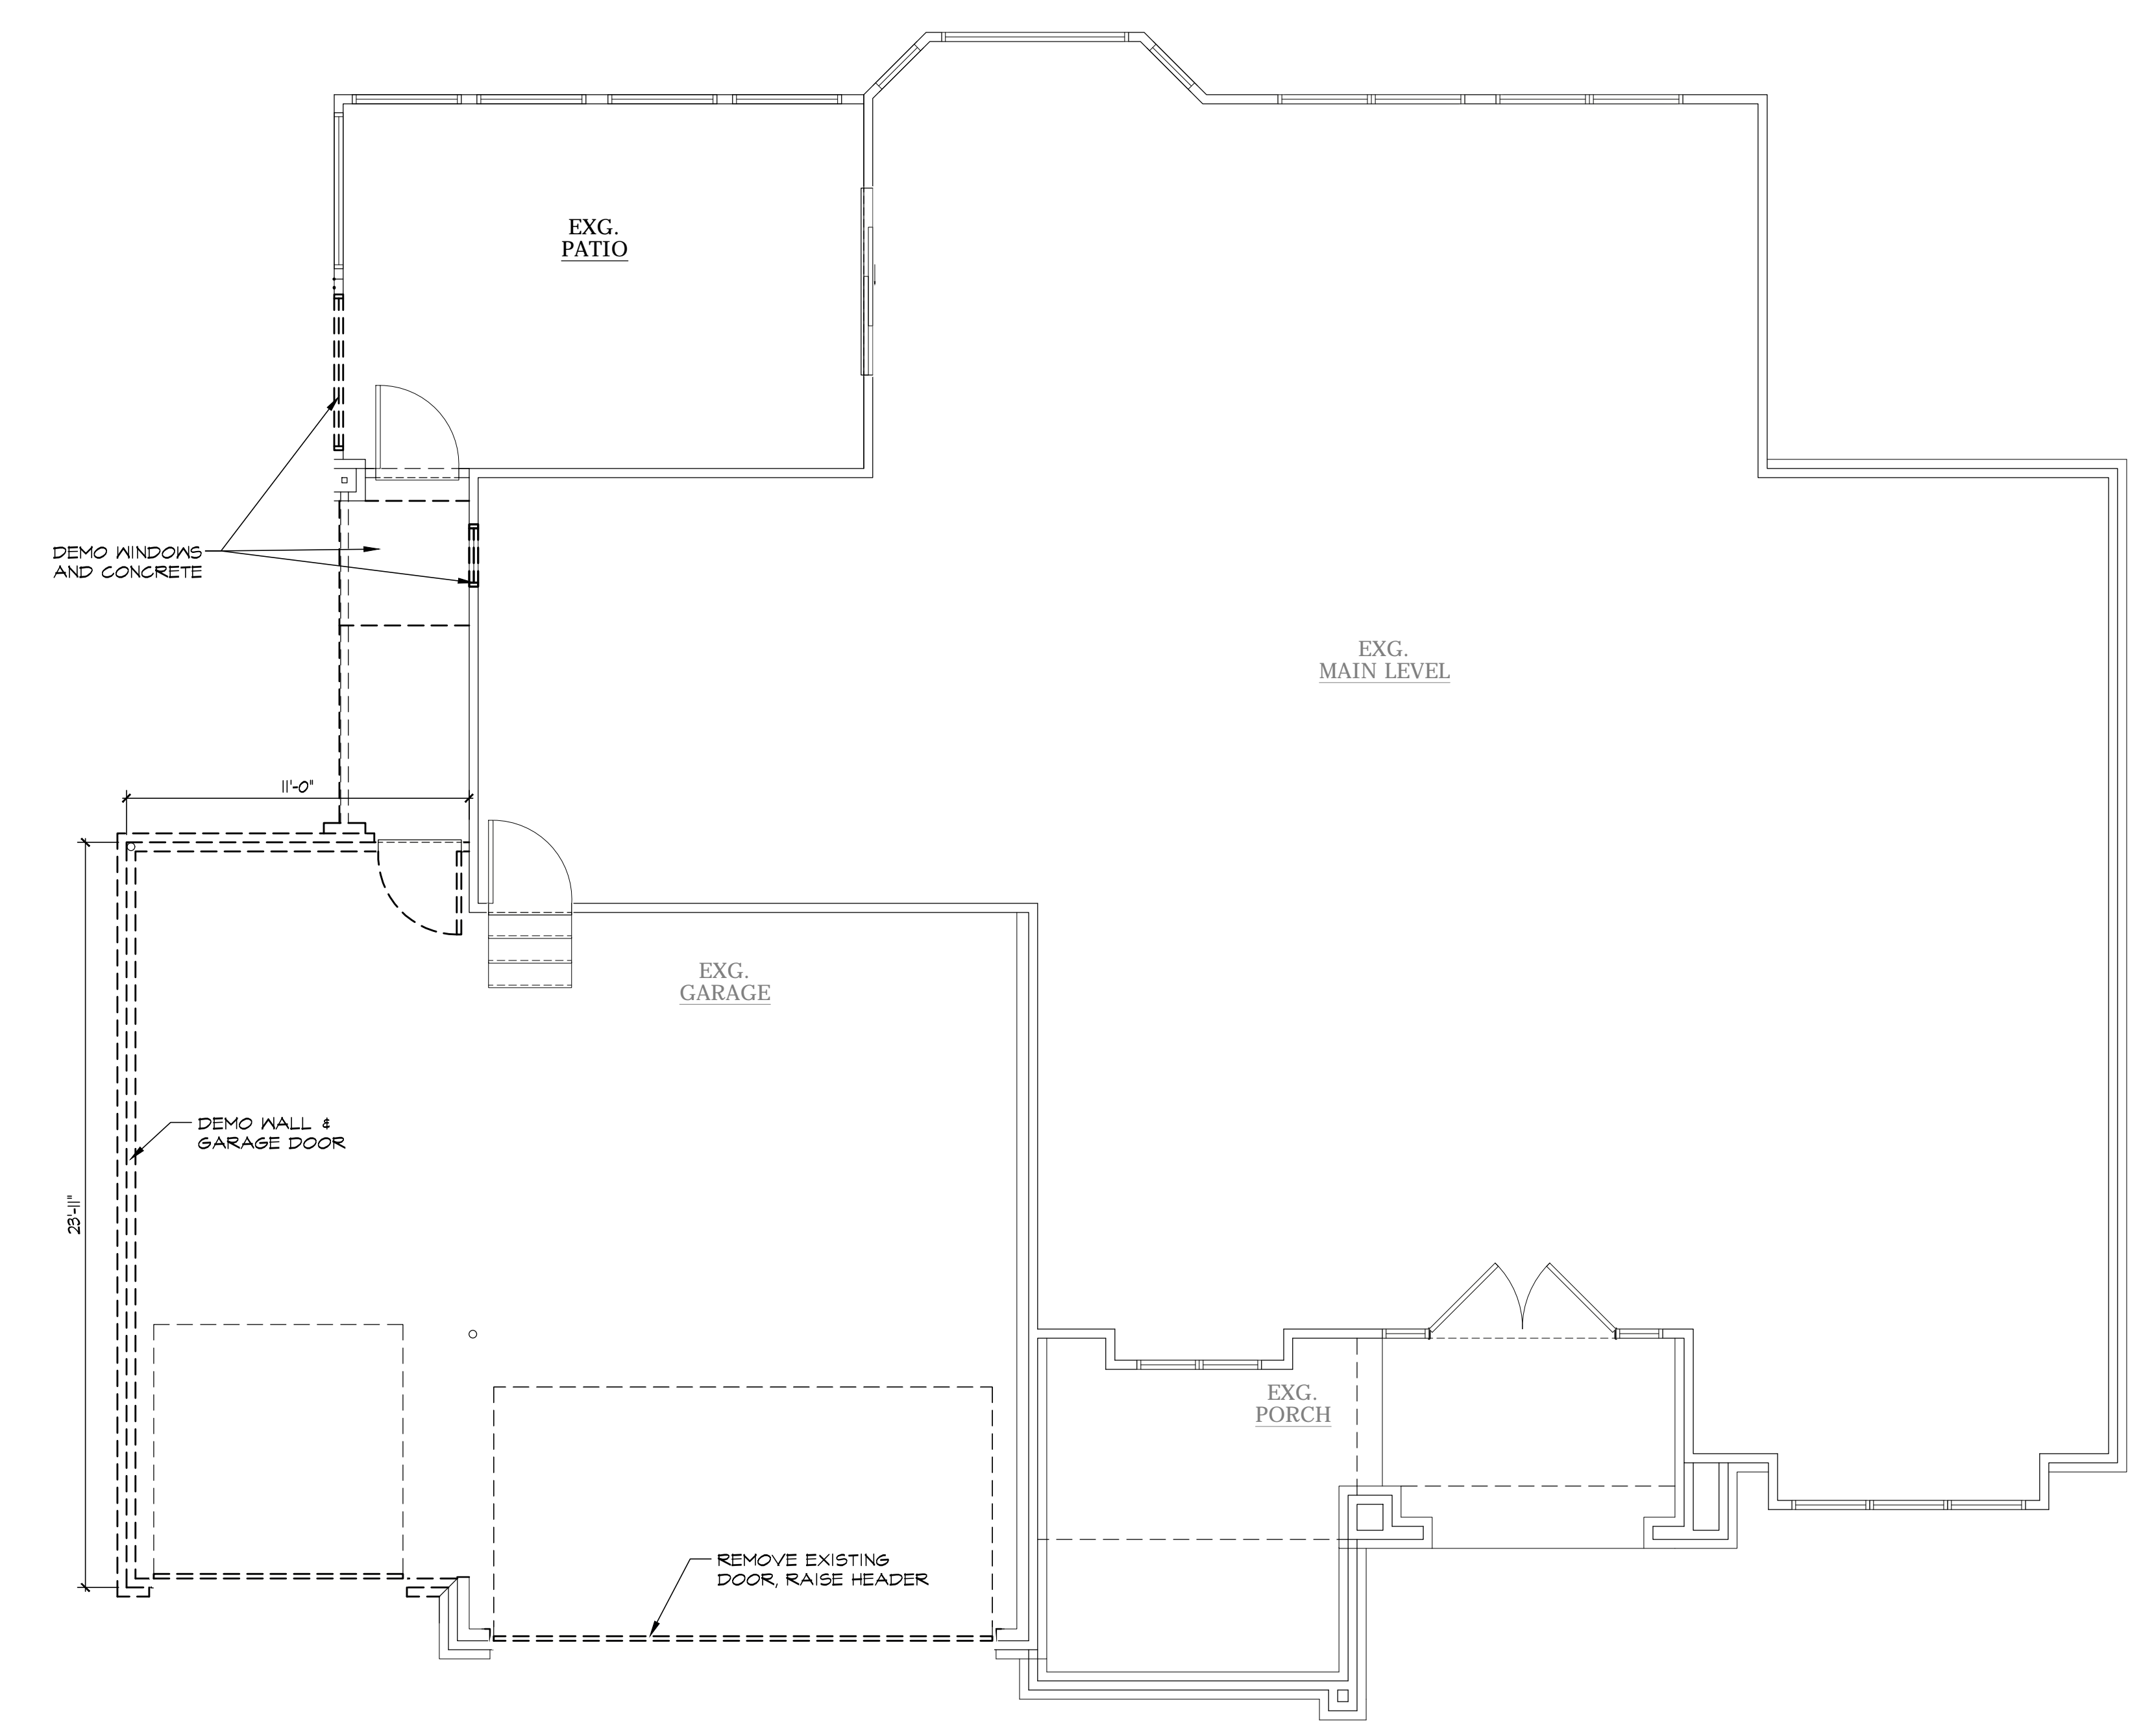 EXG.
PATIO
DEMO WINDOWS
AND CONCRETE
EXG.
MAIN LEVEL
11'-0"
EXG.
GARAGE
DEMO WALL &
GARAGE DOOR
23'-11"
EXG.
PORCH
REMOVE EXISTING
DOOR, RAISE HEADER